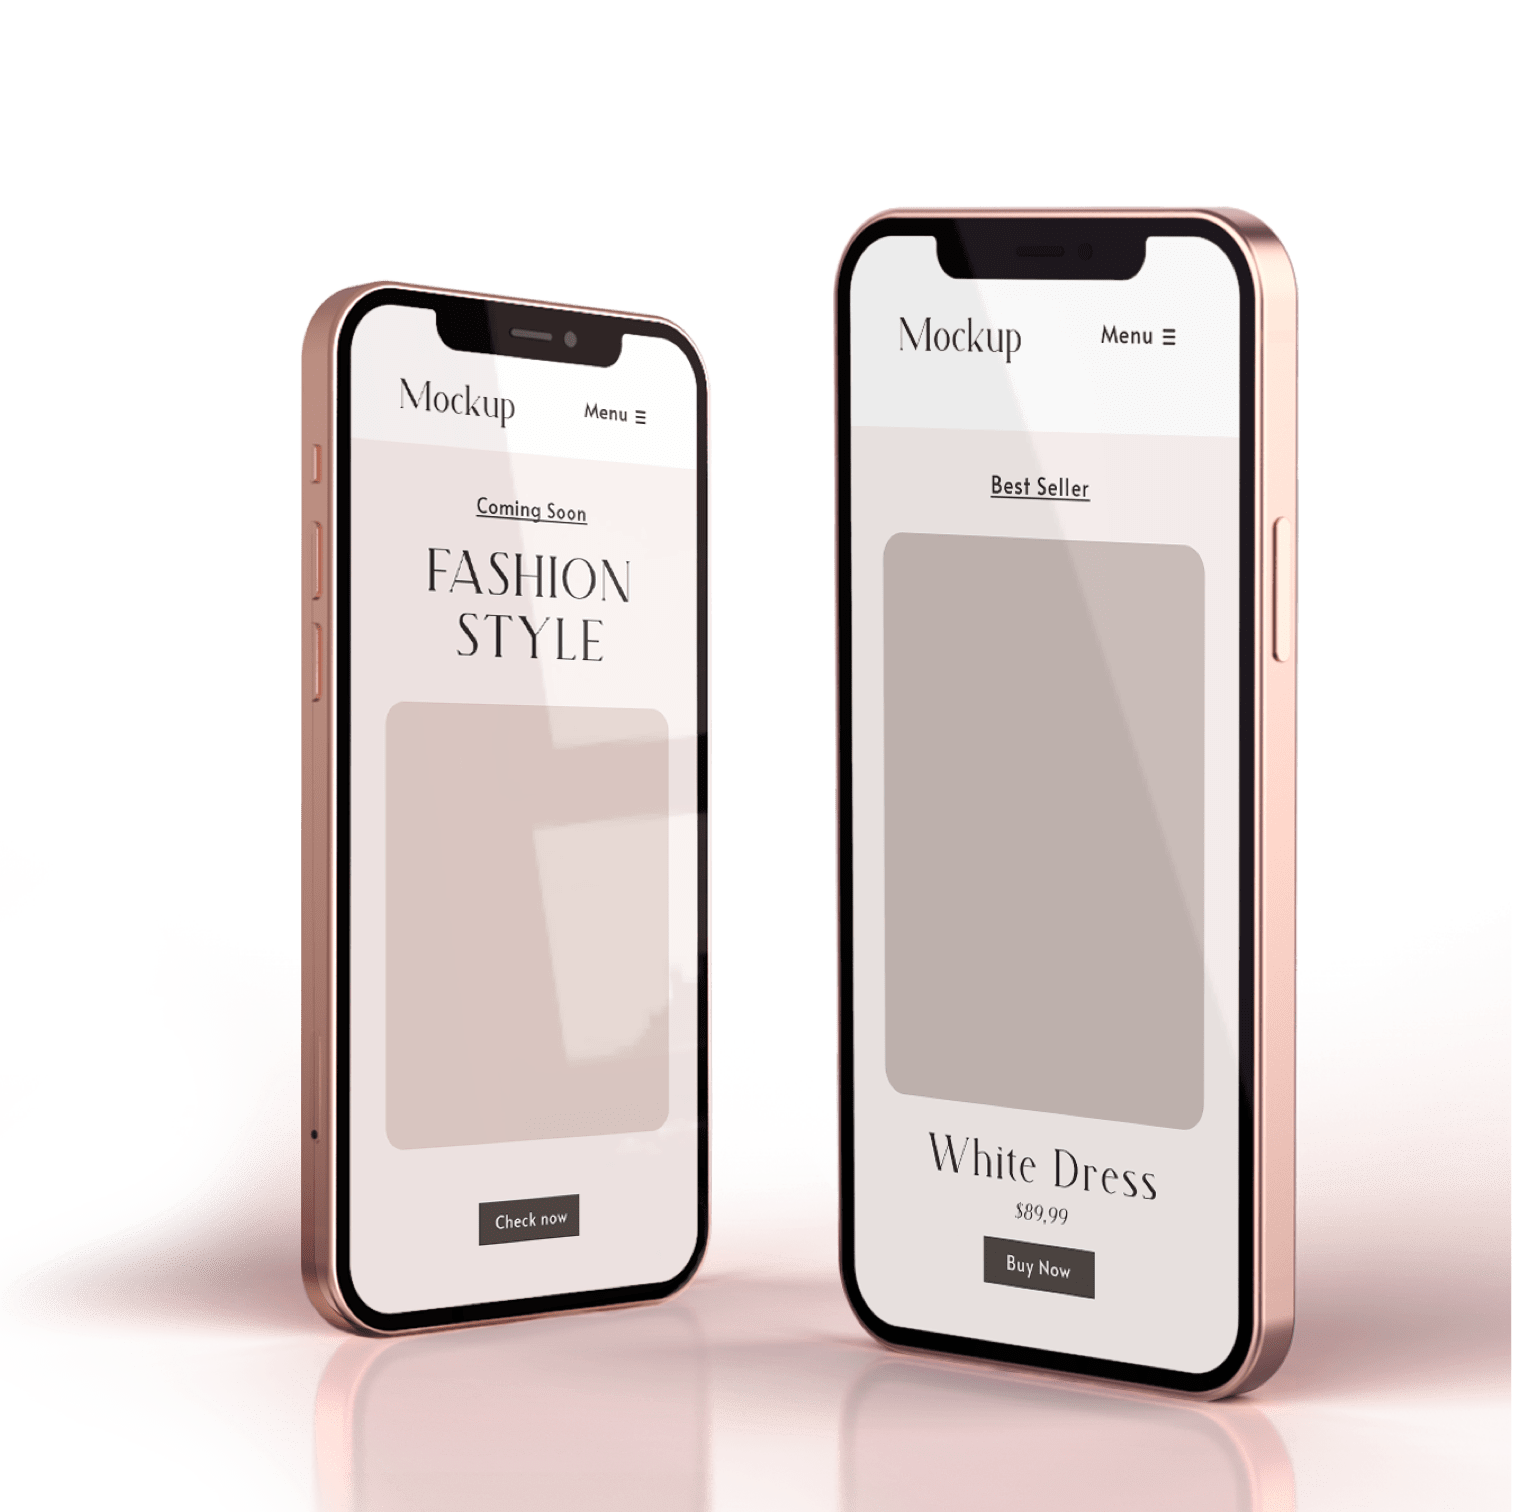 Mockup
Menu
Coming Soon
FASHION
STYLE
Check now
Mockup
Menu
Best Seller
White Dress
$89,99
Buy Now